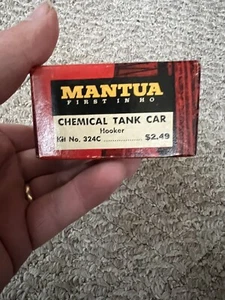 MANTUA
FIRST IN HO
CHEMICAL TANK CAR
Hooker
Kit No. 324C .................... $2.49